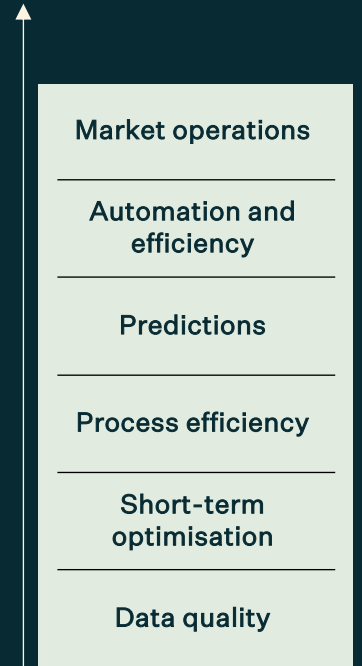 Market operations
Automation and
efficiency
Predictions
Process efficiency
Short-term
optimisation
Data quality